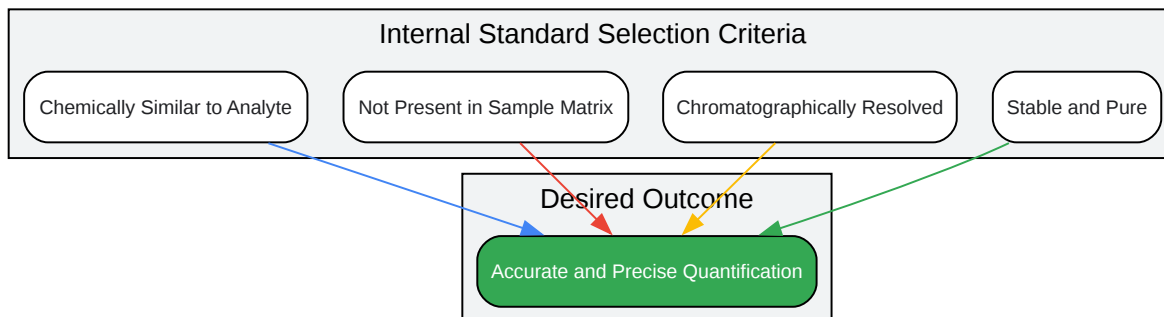 Internal Standard Selection Criteria
Chemically Similar to Analyte
Not Present in Sample Matrix
Chromatographically Resolved
Stable and Pure
Desired Outcome
Accurate and Precise Quantification